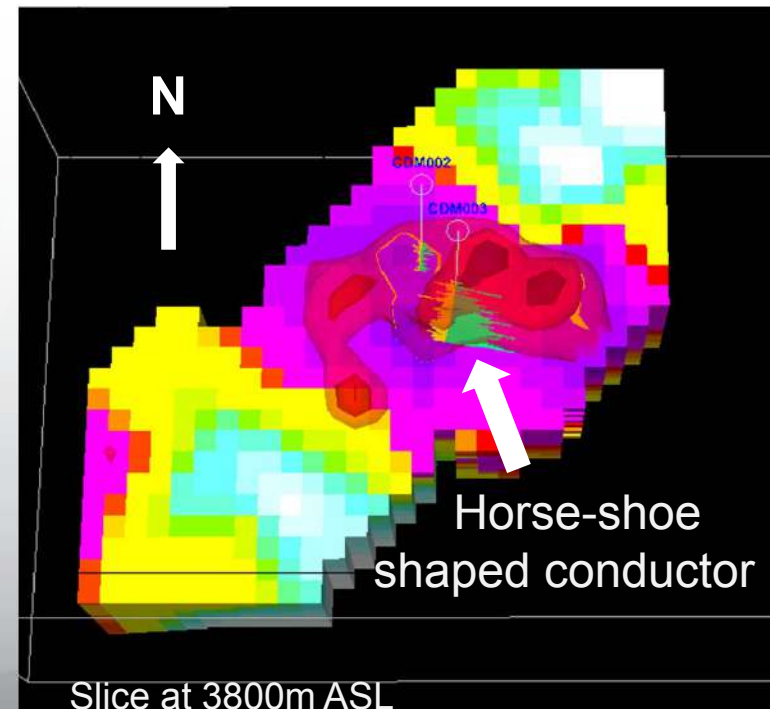 N
CDM002
CDM003
Horse-shoe
shaped conductor
Slice at 3800m ASL